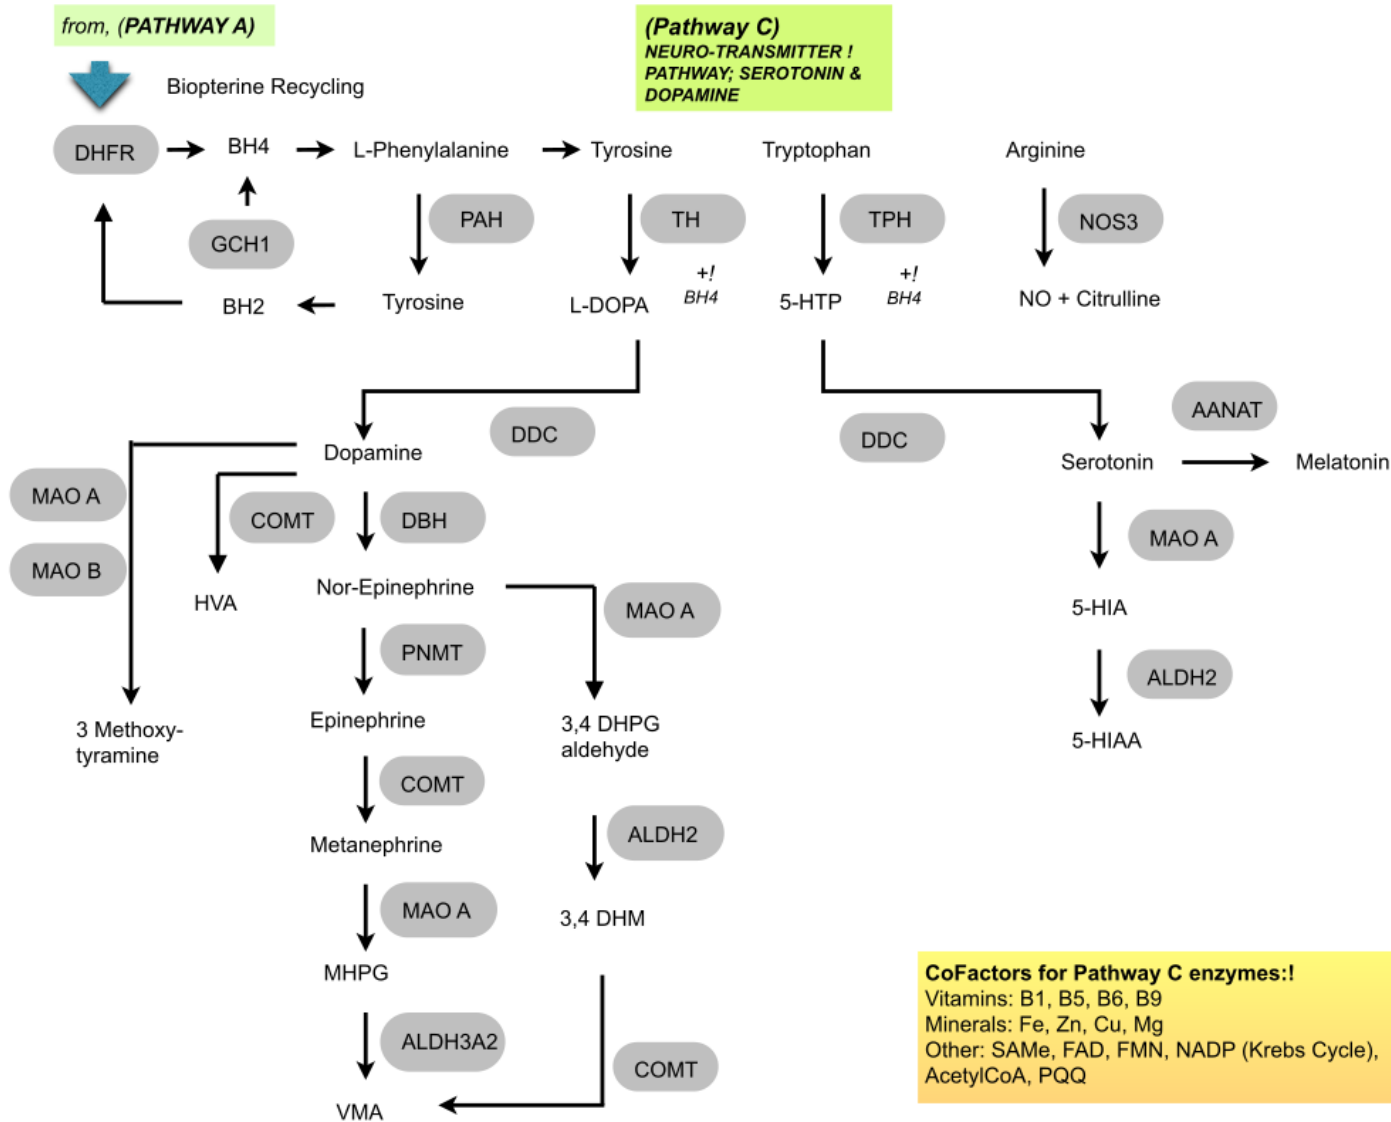 from, (PATHWAY A)
(Pathway C)
NEURO-TRANSMITTER !
PATHWAY; SEROTONIN &
DOPAMINE
Biopterine Recycling
DHFR
BH4
L-Phenylalanine
Tyrosine
Tryptophan
Arginine
GCH1
PAH
TH
TPH
NOS3
+!
BH4
+!
BH4
BH2
Tyrosine
L-DOPA
5-HTP
NO + Citrulline
DDC
DDC
AANAT
Dopamine
Serotonin
Melatonin
MAO A
COMT
DBH
MAO A
MAO B
HVA
Nor-Epinephrine
MAO A
5-HIA
PNMT
ALDH2
3 Methoxy-
tyramine
Epinephrine
3,4 DHPG
aldehyde
5-HIAA
COMT
ALDH2
Metanephrine
MAO A
3,4 DHM
MHPG
ALDH3A2
COMT
VMA
CoFactors for Pathway C enzymes:!
Vitamins: B1, B5, B6, B9
Minerals: Fe, Zn, Cu, Mg
Other: SAMe, FAD, FMN, NADP (Krebs Cycle),
AcetylCoA, PQQ